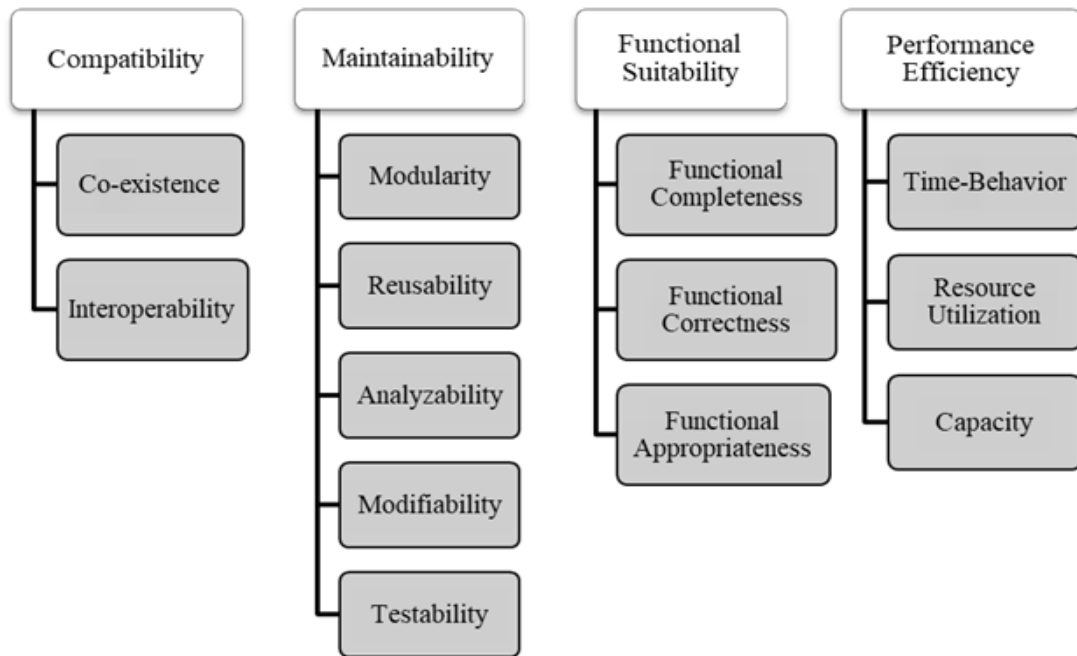 Compatibility
Co-existence
Interoperability
Maintainability
Modularity
Reusability
Analyzability
Modifiability
Testability
Functional
Suitability
Functional
Completeness
Functional
Correctness
Functional
Appropriateness
Performance
Efficiency
Time-Behavior
Resource
Utilization
Capacity